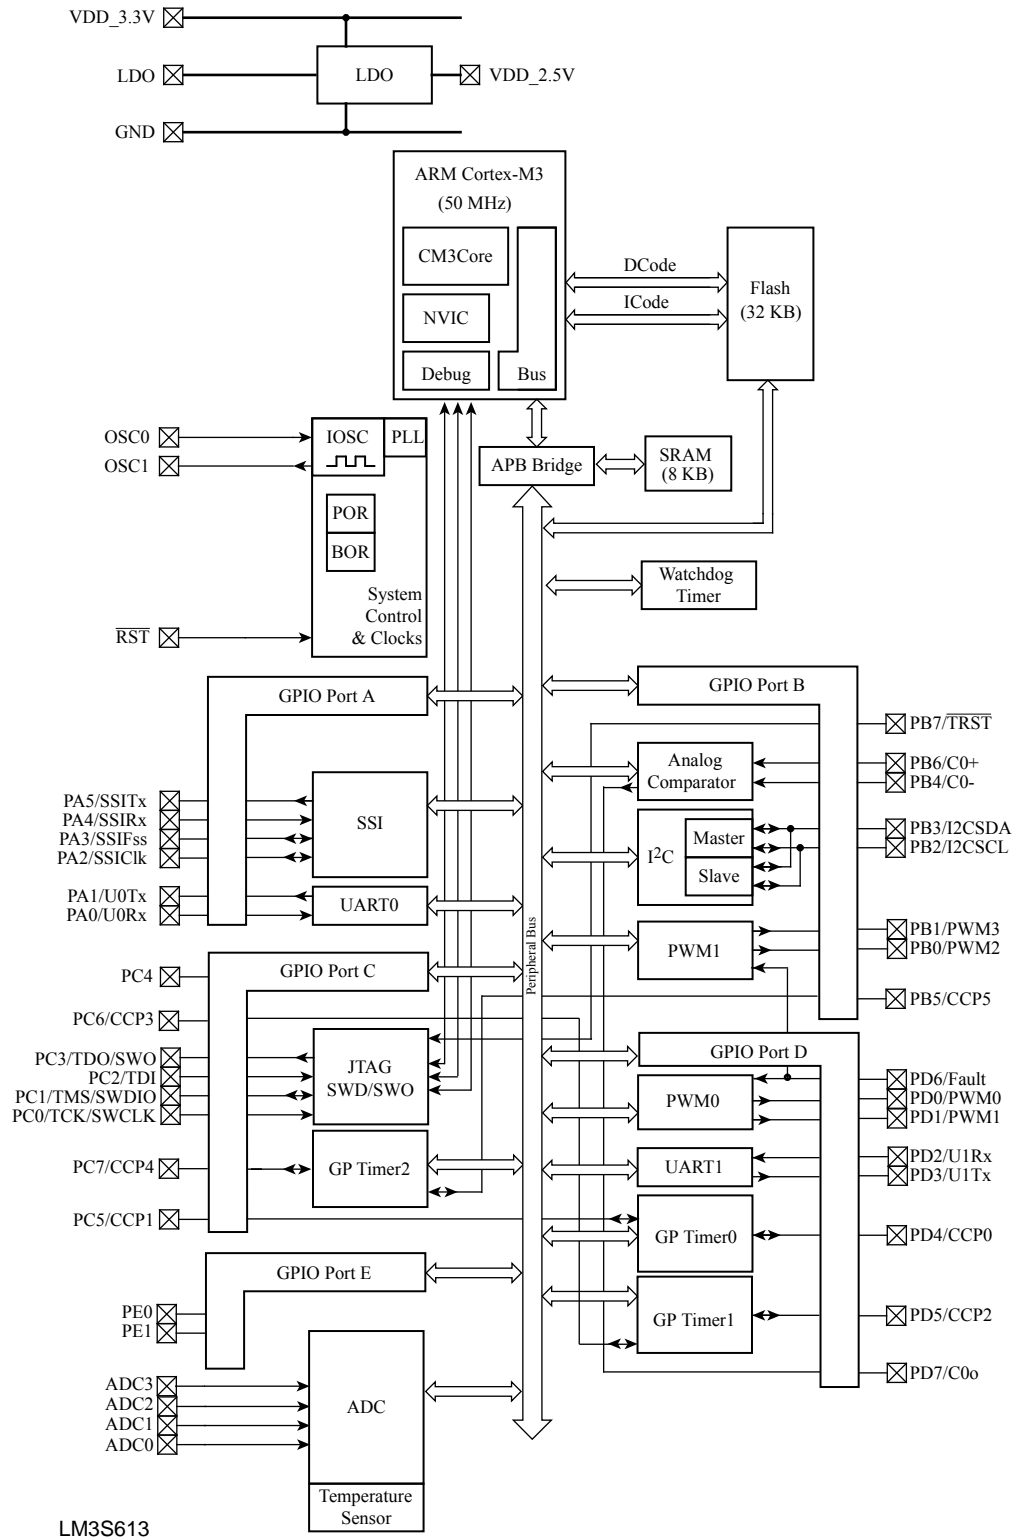 VDD_3.3V
LDO
LDO
VDD_2.5V
GND
ARM Cortex-M3
(50 MHz)
CM3Core
NVIC
Debug
Bus
DCode
ICode
Flash
(32 KB)
OSC0
OSC1
IOSC
PLL
POR
BOR
System
Control
& Clocks
RST
APB Bridge
SRAM
(8 KB)
Watchdog
Timer
Peripheral Bus
GPIO Port A
PA5/SSITx
PA4/SSIRx
PA3/SSIFss
PA2/SSIClk
SSI
PA1/U0Tx
PA0/U0Rx
UART0
GPIO Port B
PB7/TRST
Analog
Comparator
PB6/C0+
PB4/C0-
I²C
Master
Slave
PB3/I2CSDA
PB2/I2CSCL
PWM1
PB1/PWM3
PB0/PWM2
PB5/CCP5
GPIO Port C
PC4
PC6/CCP3
PC3/TDO/SWO
PC2/TDI
PC1/TMS/SWDIO
PC0/TCK/SWCLK
JTAG
SWD/SWO
PC7/CCP4
GP Timer2
PC5/CCP1
GPIO Port D
PWM0
PD6/Fault
PD0/PWM0
PD1/PWM1
UART1
PD2/U1Rx
PD3/U1Tx
GP Timer0
PD4/CCP0
GP Timer1
PD5/CCP2
PD7/C0o
GPIO Port E
PE0
PE1
ADC3
ADC2
ADC1
ADC0
ADC
Temperature
Sensor
LM3S613